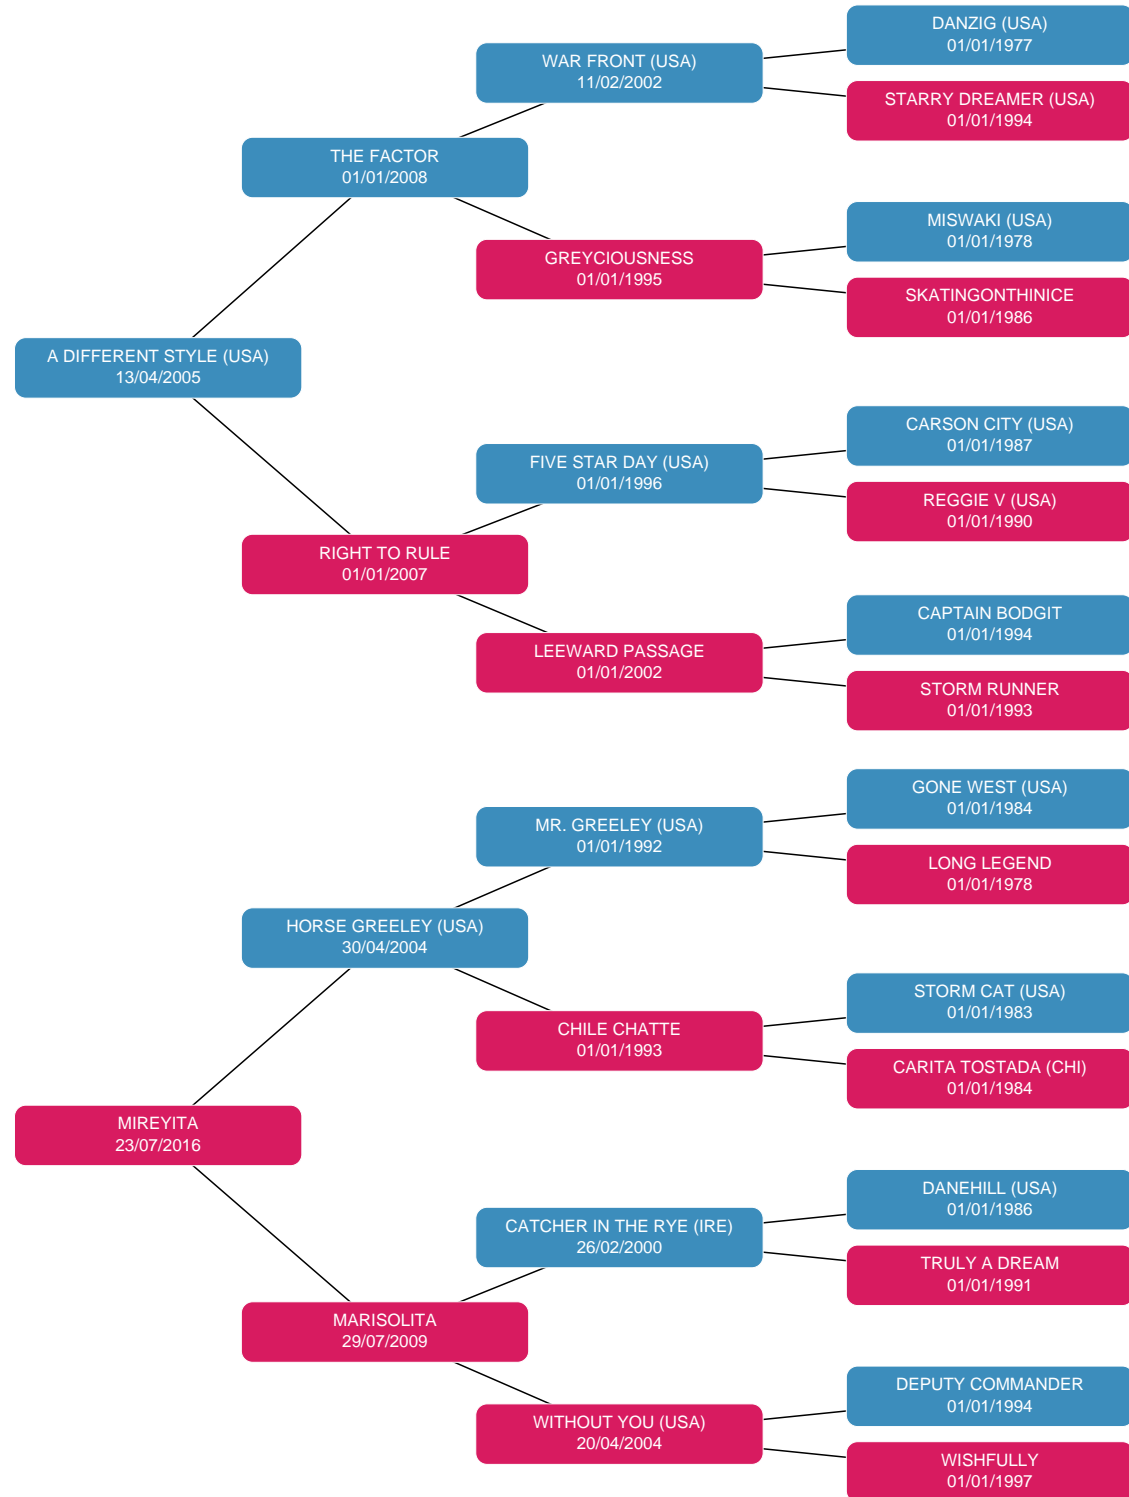 DANZIG (USA)
01/01/1977
WAR FRONT (USA)
11/02/2002
STARRY DREAMER (USA)
01/01/1994
THE FACTOR
01/01/2008
MISWAKI (USA)
01/01/1978
GREYCIOUSNESS
01/01/1995
SKATINGONTHINICE
01/01/1986
A DIFFERENT STYLE (USA)
13/04/2005
CARSON CITY (USA)
01/01/1987
FIVE STAR DAY (USA)
01/01/1996
REGGIE V (USA)
01/01/1990
RIGHT TO RULE
01/01/2007
CAPTAIN BODGIT
01/01/1994
LEEWARD PASSAGE
01/01/2002
STORM RUNNER
01/01/1993
GONE WEST (USA)
01/01/1984
MR. GREELEY (USA)
01/01/1992
LONG LEGEND
01/01/1978
HORSE GREELEY (USA)
30/04/2004
STORM CAT (USA)
01/01/1983
CHILE CHATTE
01/01/1993
CARITA TOSTADA (CHI)
01/01/1984
MIREYITA
23/07/2016
DANEHILL (USA)
01/01/1986
CATCHER IN THE RYE (IRE)
26/02/2000
TRULY A DREAM
01/01/1991
MARISOLITA
29/07/2009
DEPUTY COMMANDER
01/01/1994
WITHOUT YOU (USA)
20/04/2004
WISHFULLY
01/01/1997